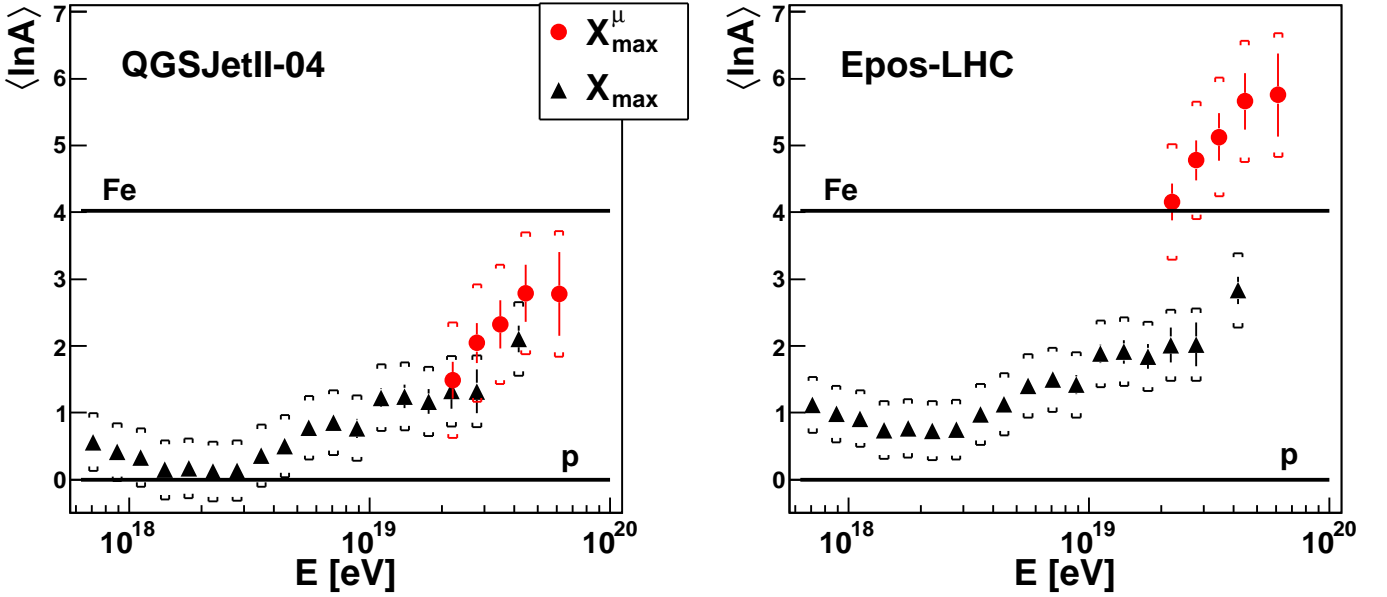 ⟨lnA⟩
7
6
5
4
3
2
1
0
QGSJetII-04
X^μ_max
X_max
Fe
p
10^18
10^19
10^20
E [eV]
⟨lnA⟩
7
6
5
4
3
2
1
0
Epos-LHC
Fe
p
10^18
10^19
10^20
E [eV]